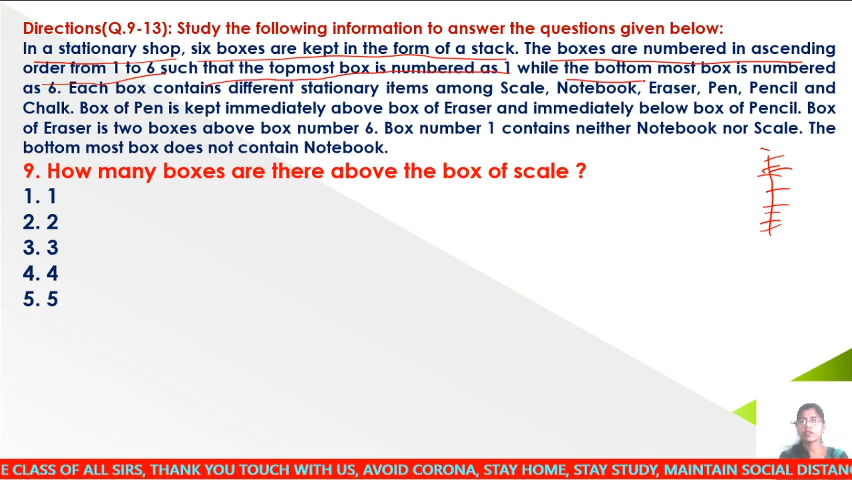 Directions(Q.9-13): Study the following information to answer the questions given below:
In a stationary shop, six boxes are kept in the form of a stack. The boxes are numbered in ascending
order from 1 to 6 such that the topmost box is numbered as 1 while the bottom most box is numbered
as 6. Each box contains different stationary items among Scale, Notebook, Eraser, Pen, Pencil and
Chalk. Box of Pen is kept immediately above box of Eraser and immediately below box of Pencil. Box
of Eraser is two boxes above box number 6. Box number 1 contains neither Notebook nor Scale. The
bottom most box does not contain Notebook.
9. How many boxes are there above the box of scale ?
1. 1
2. 2
3. 3
4. 4
5. 5
E CLASS OF ALL SIRS, THANK YOU TOUCH WITH US, AVOID CORONA, STAY HOME, STAY STUDY, MAINTAIN SOCIAL DISTANC